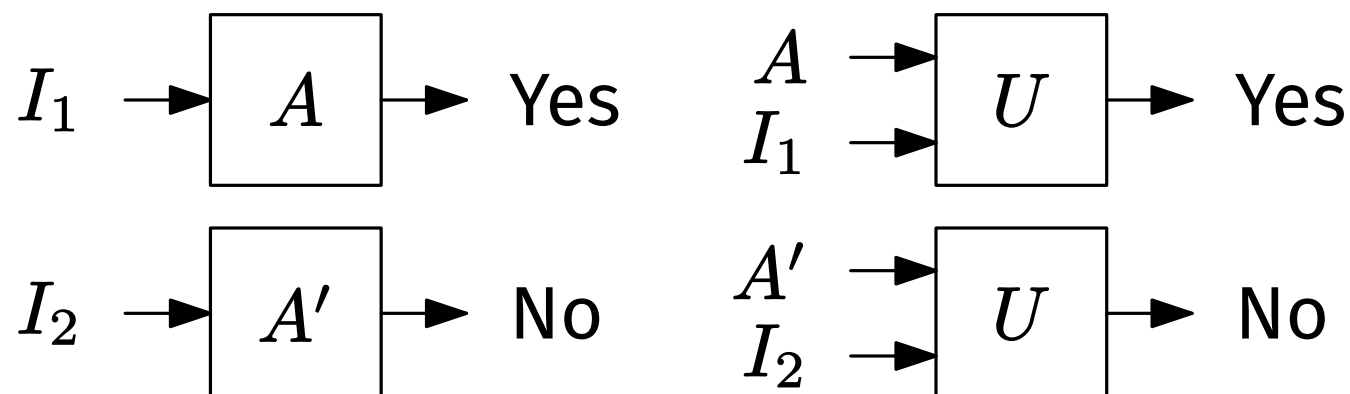 I₁ A Yes A I₁ U Yes
I₂ A′ No A′ I₂ U No